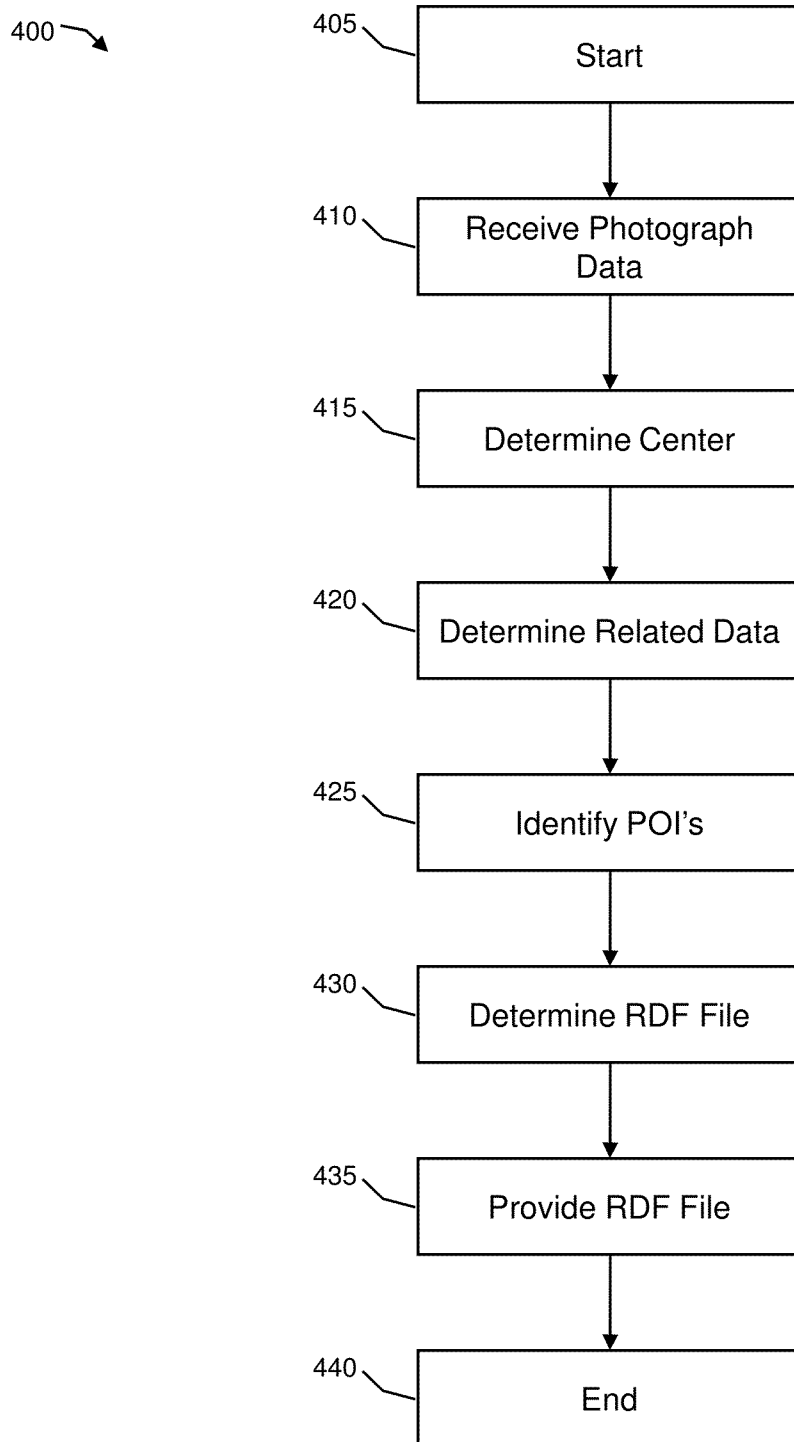 400
405
Start
410
Receive Photograph
Data
415
Determine Center
420
Determine Related Data
425
Identify POI's
430
Determine RDF File
435
Provide RDF File
440
End